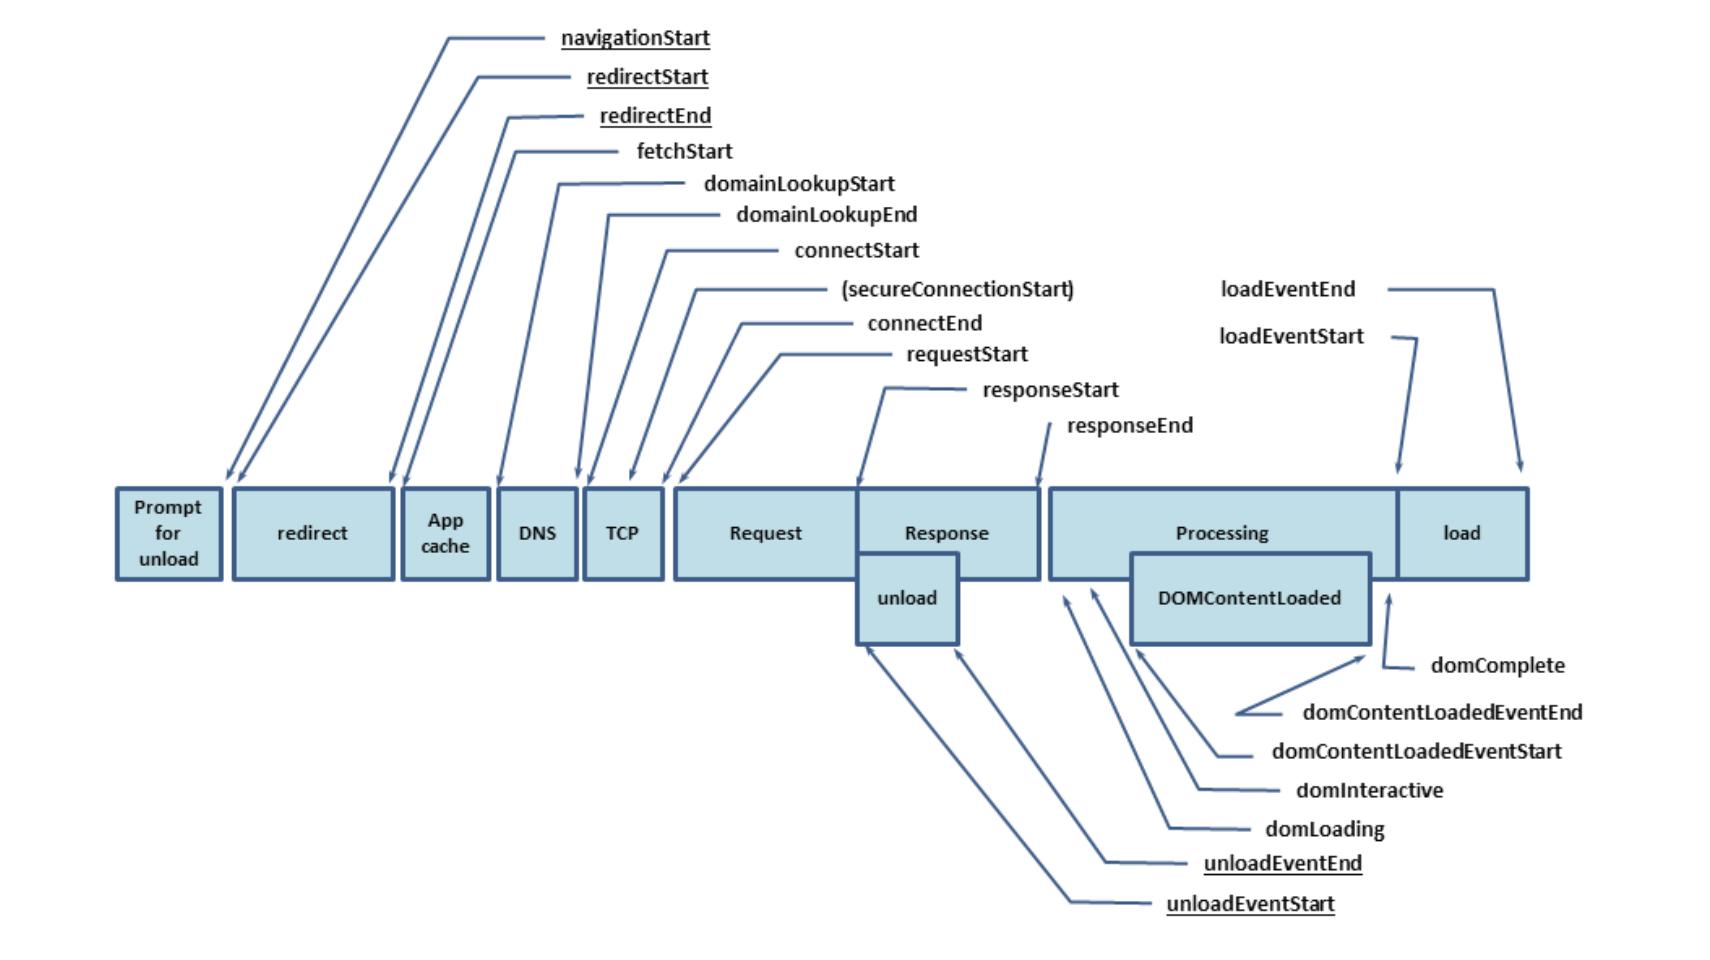 navigationStart
redirectStart
redirectEnd
fetchStart
domainLookupStart
domainLookupEnd
connectStart
(secureConnectionStart)
loadEventEnd
connectEnd
loadEventStart
requestStart
responseStart
responseEnd
Prompt
for
unload
redirect
App
cache
DNS
TCP
Request
Response
Processing
load
unload
DOMContentLoaded
domComplete
domContentLoadedEventEnd
domContentLoadedEventStart
domInteractive
domLoading
unloadEventEnd
unloadEventStart